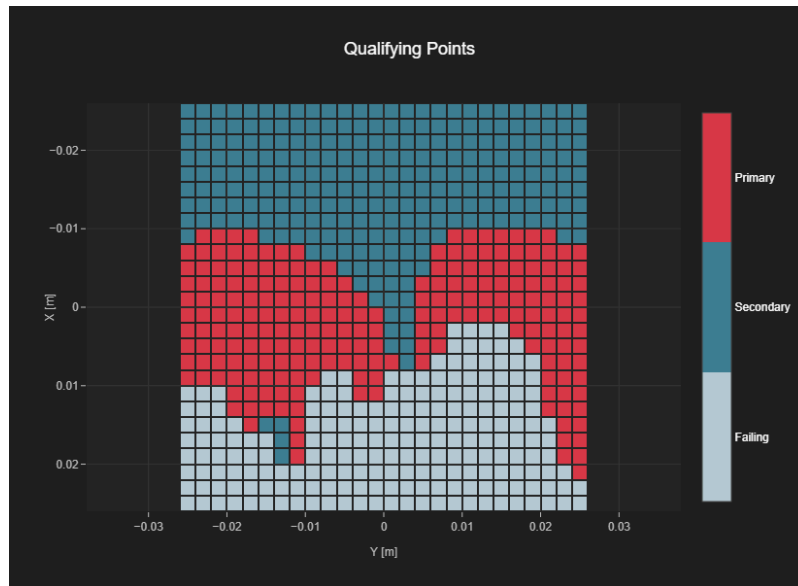 Qualifying Points
Primary
Secondary
Failing
X [m]
−0.02
−0.01
0
0.01
0.02
−0.03
−0.02
−0.01
0
0.01
0.02
0.03
Y [m]